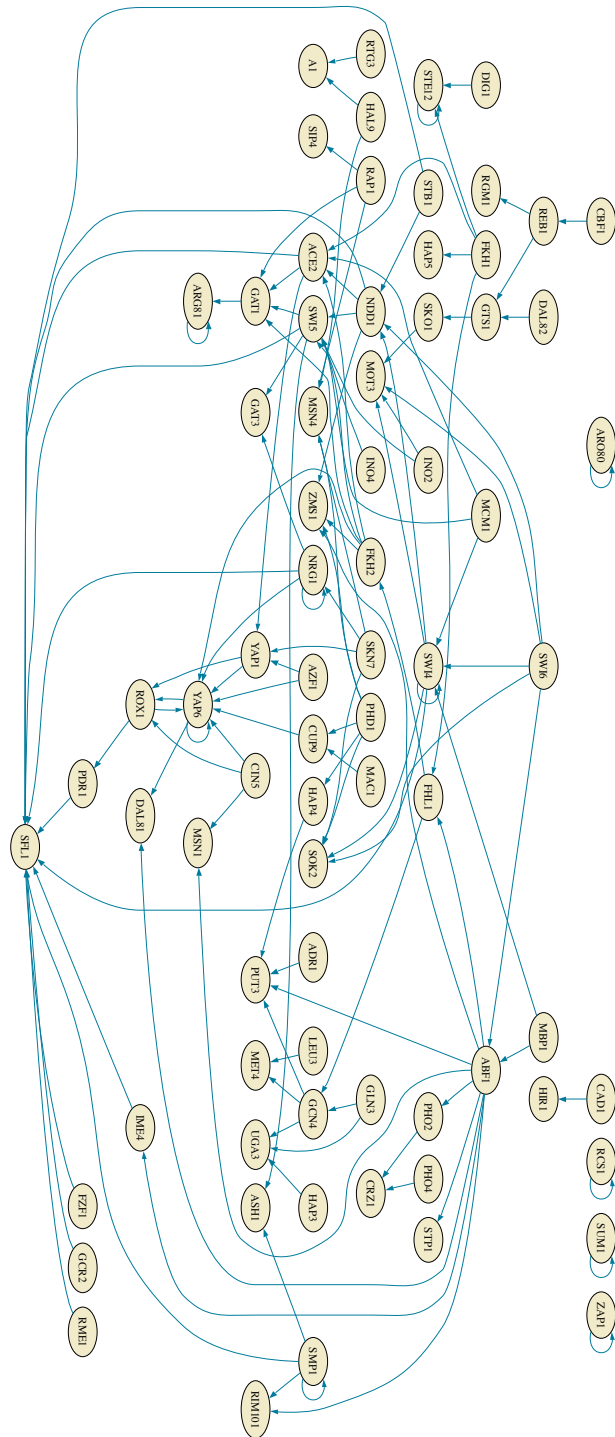 CBF1 ARO80 CAD1 RCS1 SUM1 ZAP1
REB1 DAL82 SWI6 MBP1 HIR1
DIG1 RGM1 FKH1 GTS1 MCM1 ABF1
STE12 STB1 HAP5 SKO1 INO2 SWI4 FHL1 PHO2 PHO4 STP1
RTG3 HAL9 RAP1 NDD1 MOT3 INO4 FKH2 SKN7 PHD1 MAC1 GLN3 CRZ1
A1 SIP4 ACE2 SWI5 MSN4 ZMS1 NRG1 AZF1 CUP9 HAP4 SOK2 ADR1 LEU3 GCN4 HAP3 SMP1
GAT1 GAT3 YAP1 CIN5 PUT3 MET4 UGA3 ASH1 RIM101
ARG81 YAP6 MSN1
ROX1 DAL81 IME4
PDR1 FZF1 GCR2 RME1
SFL1